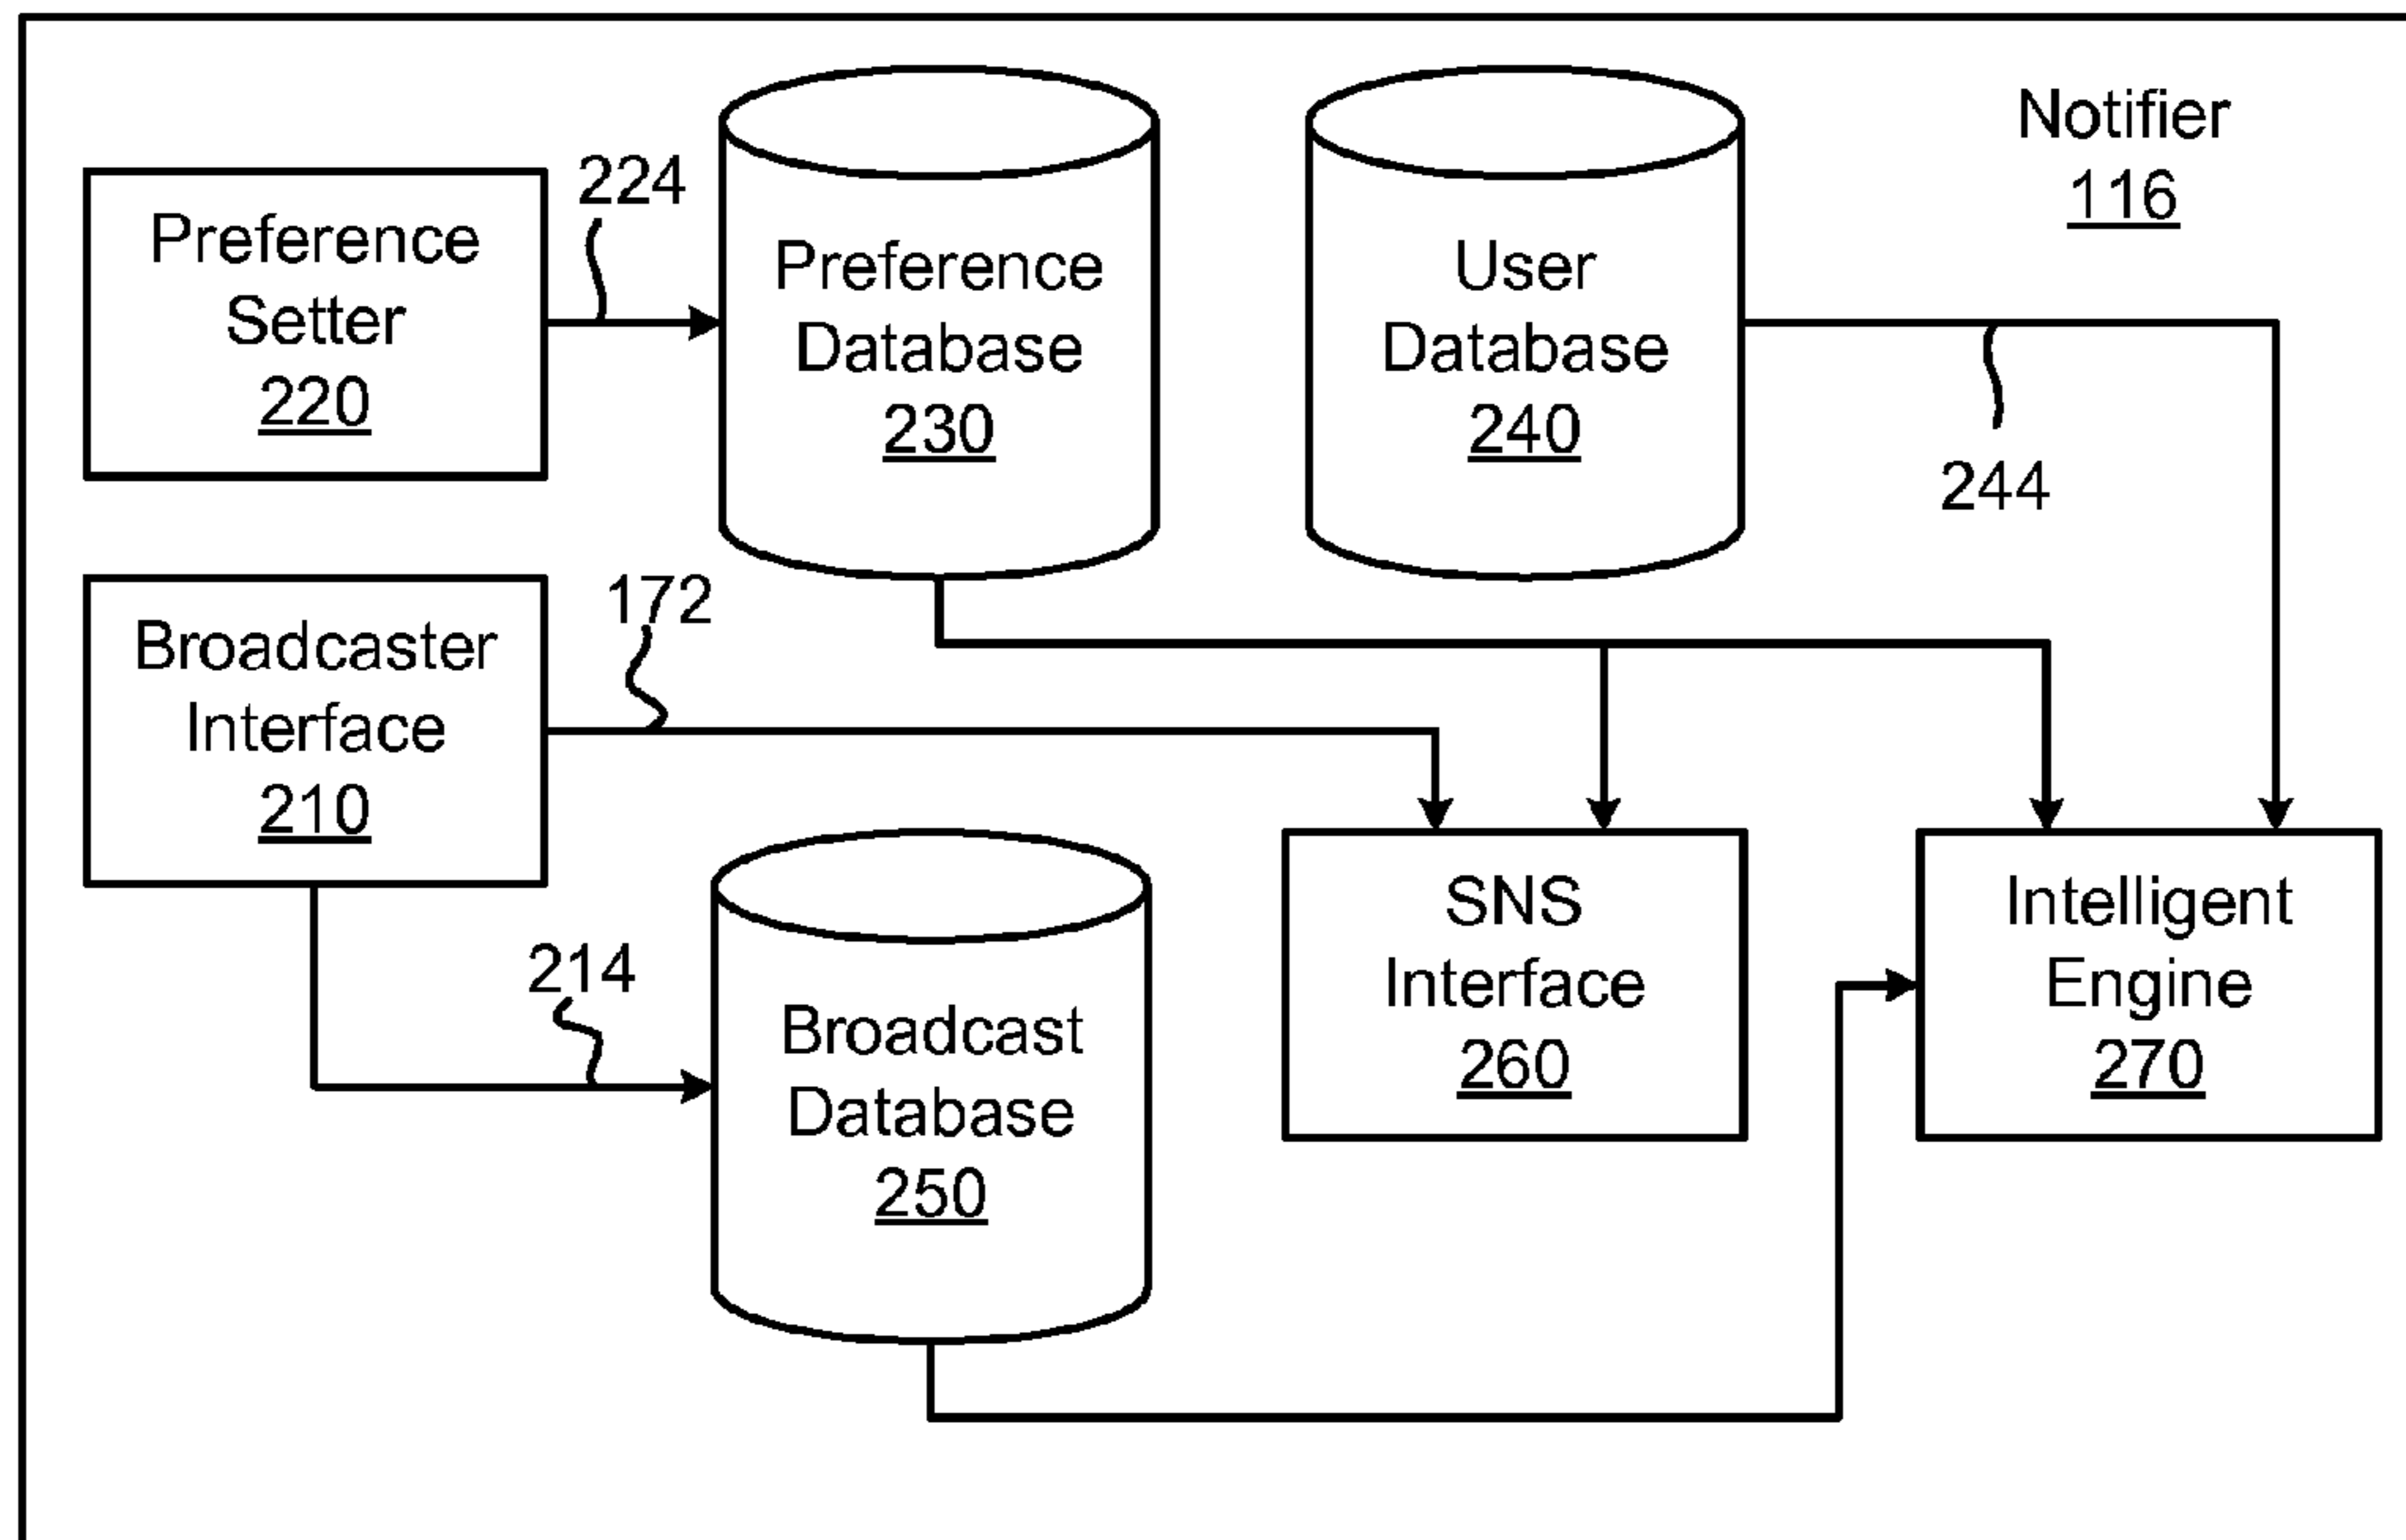 Notifier
116
224
Preference
Setter
220
Preference
Database
230
User
Database
240
244
172
Broadcaster
Interface
210
214
Broadcast
Database
250
SNS
Interface
260
Intelligent
Engine
270